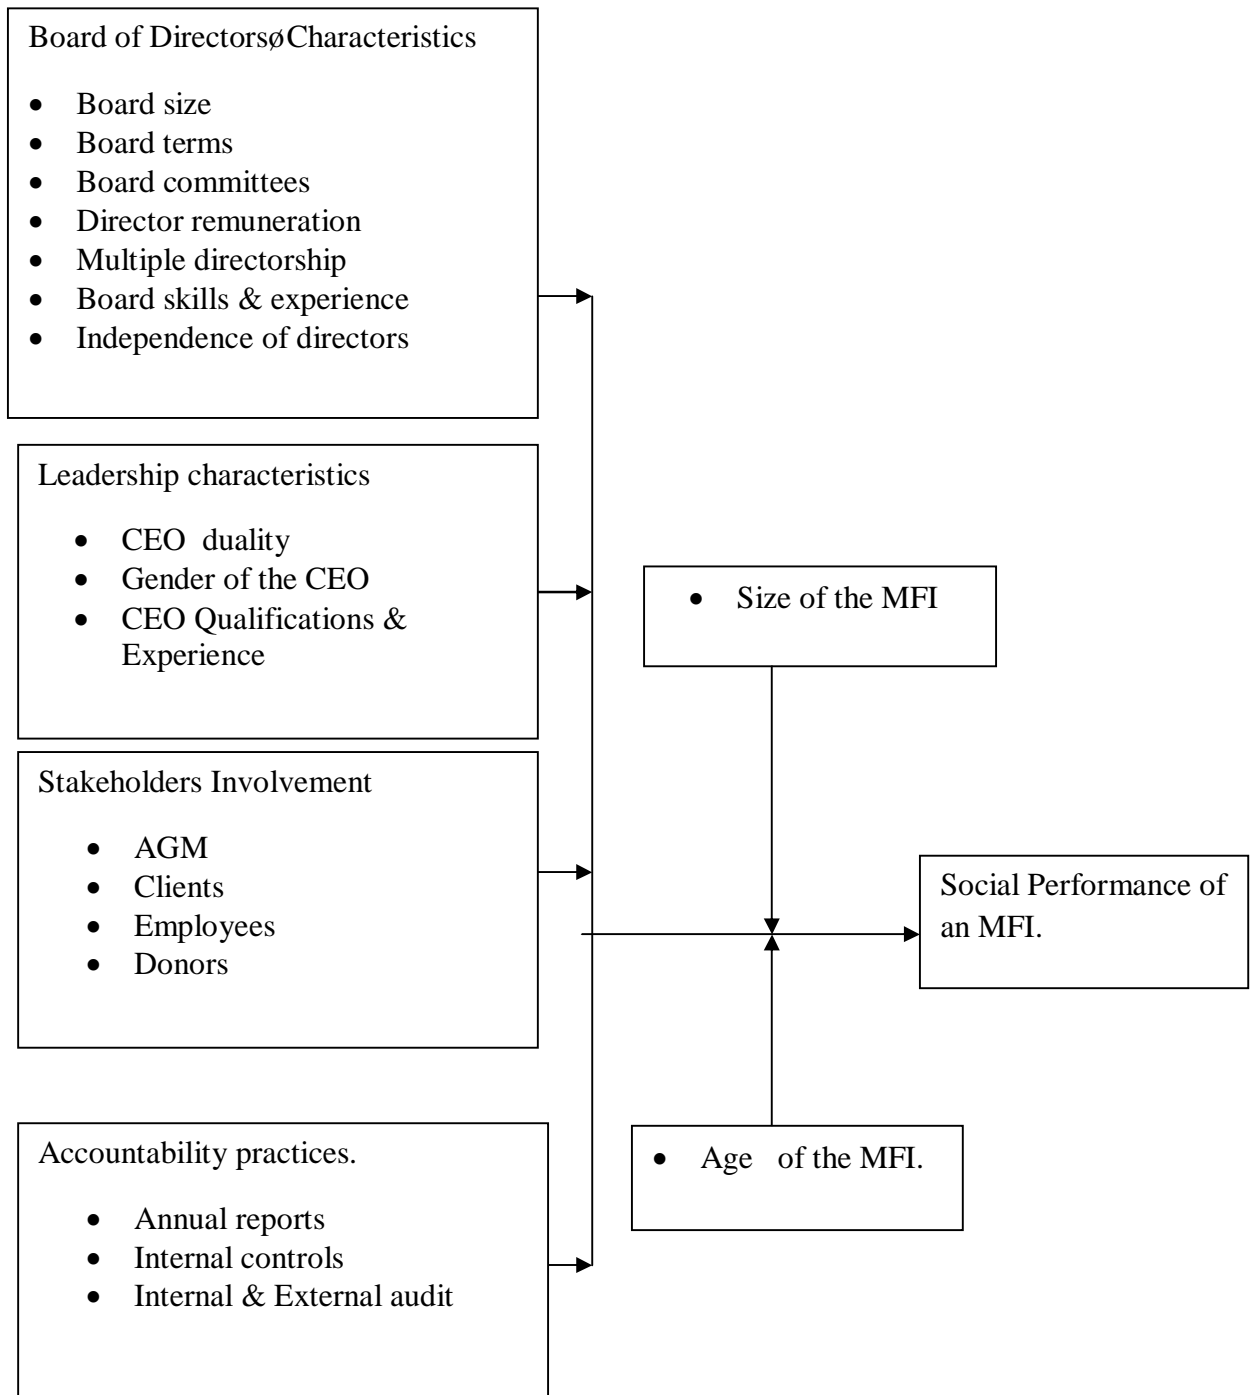 Board of DirectorsøCharacteristics
• Board size
• Board terms
• Board committees
• Director remuneration
• Multiple directorship
• Board skills & experience
• Independence of directors
Leadership characteristics
• CEO duality
• Gender of the CEO
• CEO Qualifications &
Experience
Stakeholders Involvement
• AGM
• Clients
• Employees
• Donors
Accountability practices.
• Annual reports
• Internal controls
• Internal & External audit
• Size of the MFI
• Age of the MFI.
Social Performance of
an MFI.